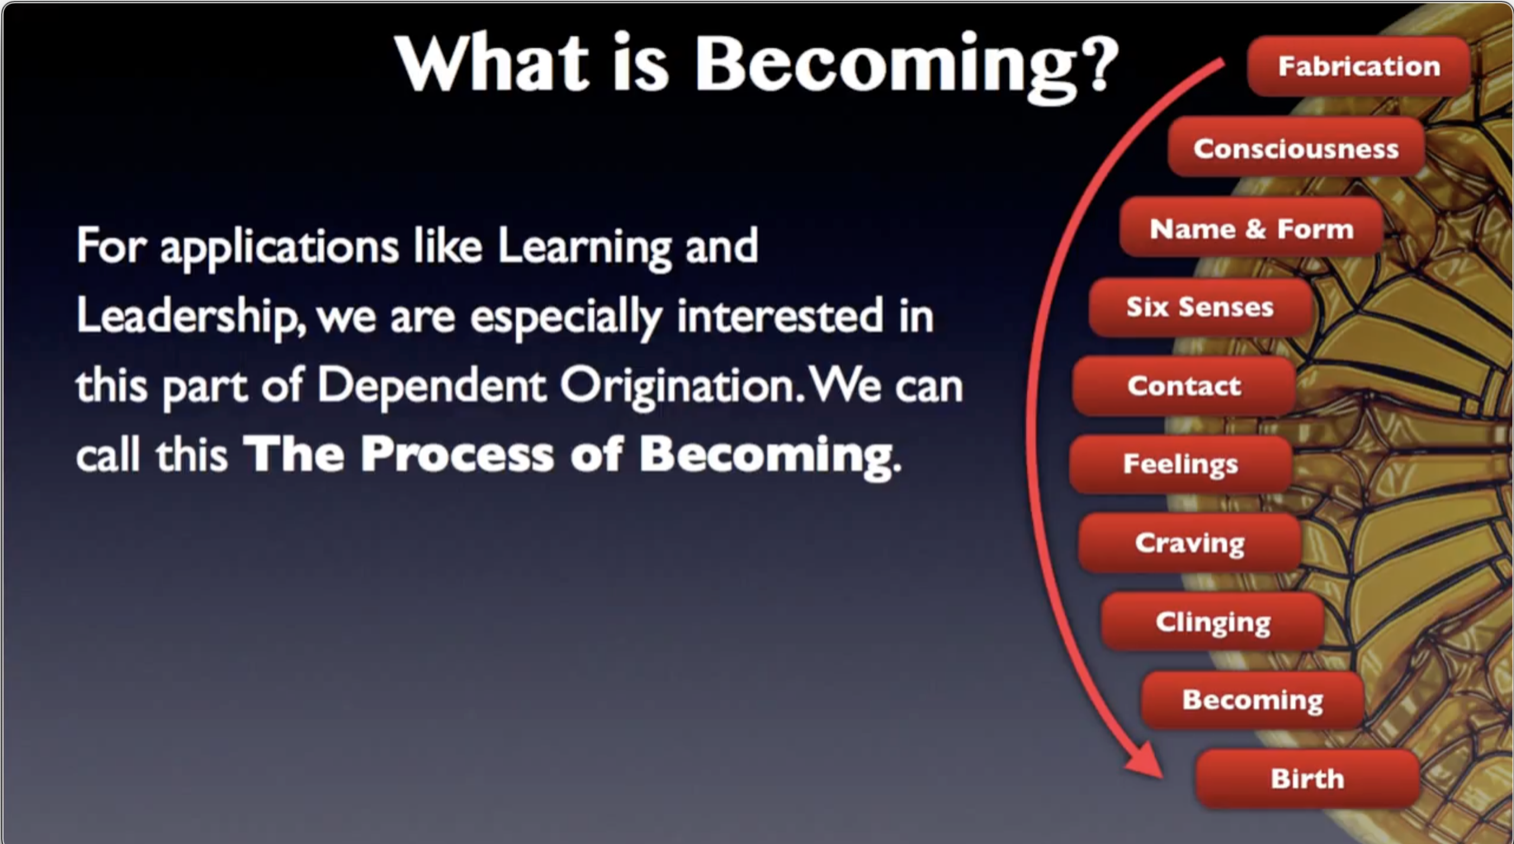 What is Becoming?
For applications like Learning and
Leadership, we are especially interested in
this part of Dependent Origination. We can
call this The Process of Becoming.
Fabrication
Consciousness
Name & Form
Six Senses
Contact
Feelings
Craving
Clinging
Becoming
Birth